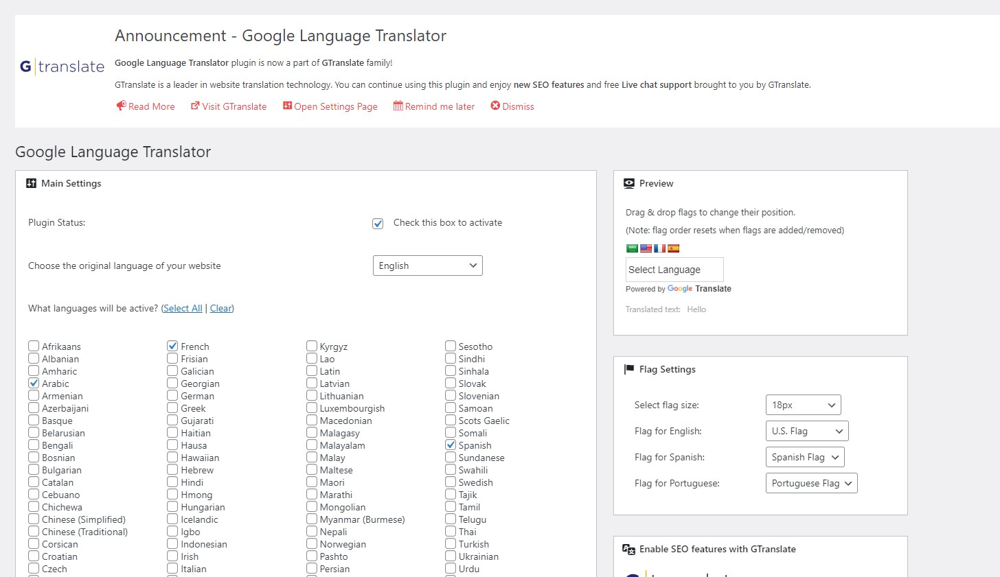 Announcement - Google Language Translator
G translate
Google Language Translator plugin is now a part of GTranslate family!
GTranslate is a leader in website translation technology. You can continue using this plugin and enjoy new SEO features and free Live chat support brought to you by GTranslate.
Read More Visit GTranslate Open Settings Page Remind me later Dismiss
Google Language Translator
Main Settings
Plugin Status: Check this box to activate
Choose the original language of your website English
What languages will be active? (Select All | Clear)
Afrikaans French Kyrgyz Sesotho
Albanian Frisian Lao Sindhi
Amharic Galician Latin Sinhala
Arabic Georgian Latvian Slovak
Armenian German Lithuanian Slovenian
Azerbaijani Greek Luxembourgish Samoan
Basque Gujarati Macedonian Scots Gaelic
Belarusian Haitian Malagasy Somali
Bengali Hausa Malayalam Spanish
Bosnian Hawaiian Malay Sundanese
Bulgarian Hebrew Maltese Swahili
Catalan Hindi Maori Swedish
Cebuano Hmong Marathi Tajik
Chichewa Hungarian Mongolian Tamil
Chinese (Simplified) Icelandic Myanmar (Burmese) Telugu
Chinese (Traditional) Igbo Nepali Thai
Corsican Indonesian Norwegian Turkish
Croatian Irish Pashto Ukrainian
Czech Italian Persian Urdu
Preview
Drag & drop flags to change their position.
(Note: flag order resets when flags are added/removed)
Select Language
Powered by Google Translate
Translated text: Hello
Flag Settings
Select flag size: 18px
Flag for English: U.S. Flag
Flag for Spanish: Spanish Flag
Flag for Portuguese: Portuguese Flag
Enable SEO features with GTranslate